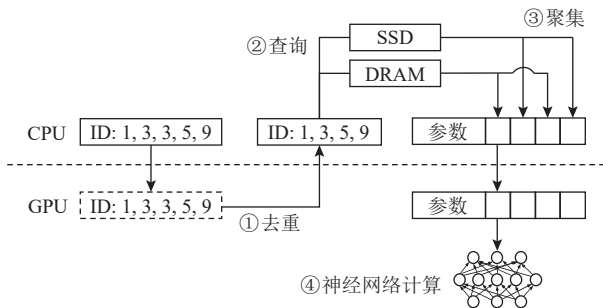 ③聚集
②查询
SSD
DRAM
CPU
ID: 1, 3, 3, 5, 9
ID: 1, 3, 5, 9
参数
GPU
ID: 1, 3, 3, 5, 9
①去重
参数
④神经网络计算